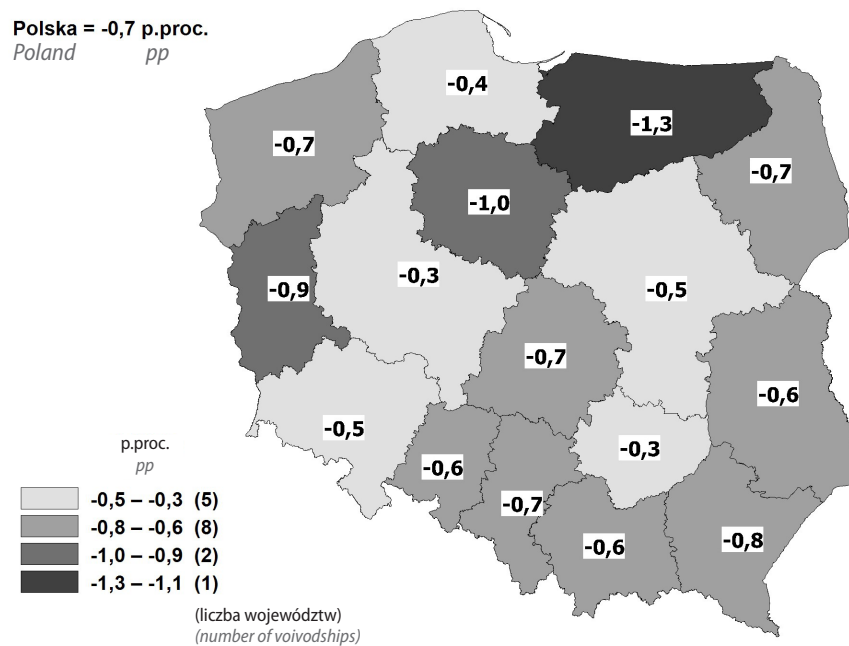 Polska = -0,7 p.proc.
Poland pp
-0,4
-1,3
-0,7
-0,7
-1,0
-0,3
-0,9
-0,5
-0,7
-0,6
-0,5
-0,3
-0,6
-0,7
-0,6
-0,8
p.proc.
pp
-0,5 – -0,3 (5)
-0,8 – -0,6 (8)
-1,0 – -0,9 (2)
-1,3 – -1,1 (1)
(liczba województw)
(number of voivodships)